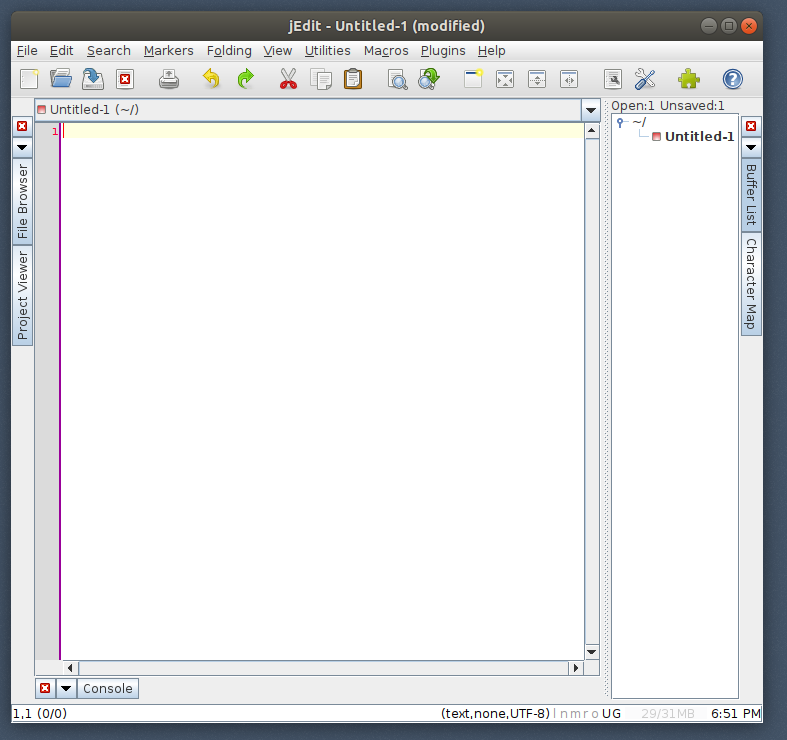 jEdit - Untitled-1 (modified)
File Edit Search Markers Folding View Utilities Macros Plugins Help
Untitled-1 (~/)
Open:1 Unsaved:1
1
~/
Untitled-1
File Browser
Project Viewer
Buffer List
Character Map
Console
1,1 (0/0)
(text,none,UTF-8) l n m r o UG 29/31MB 6:51 PM